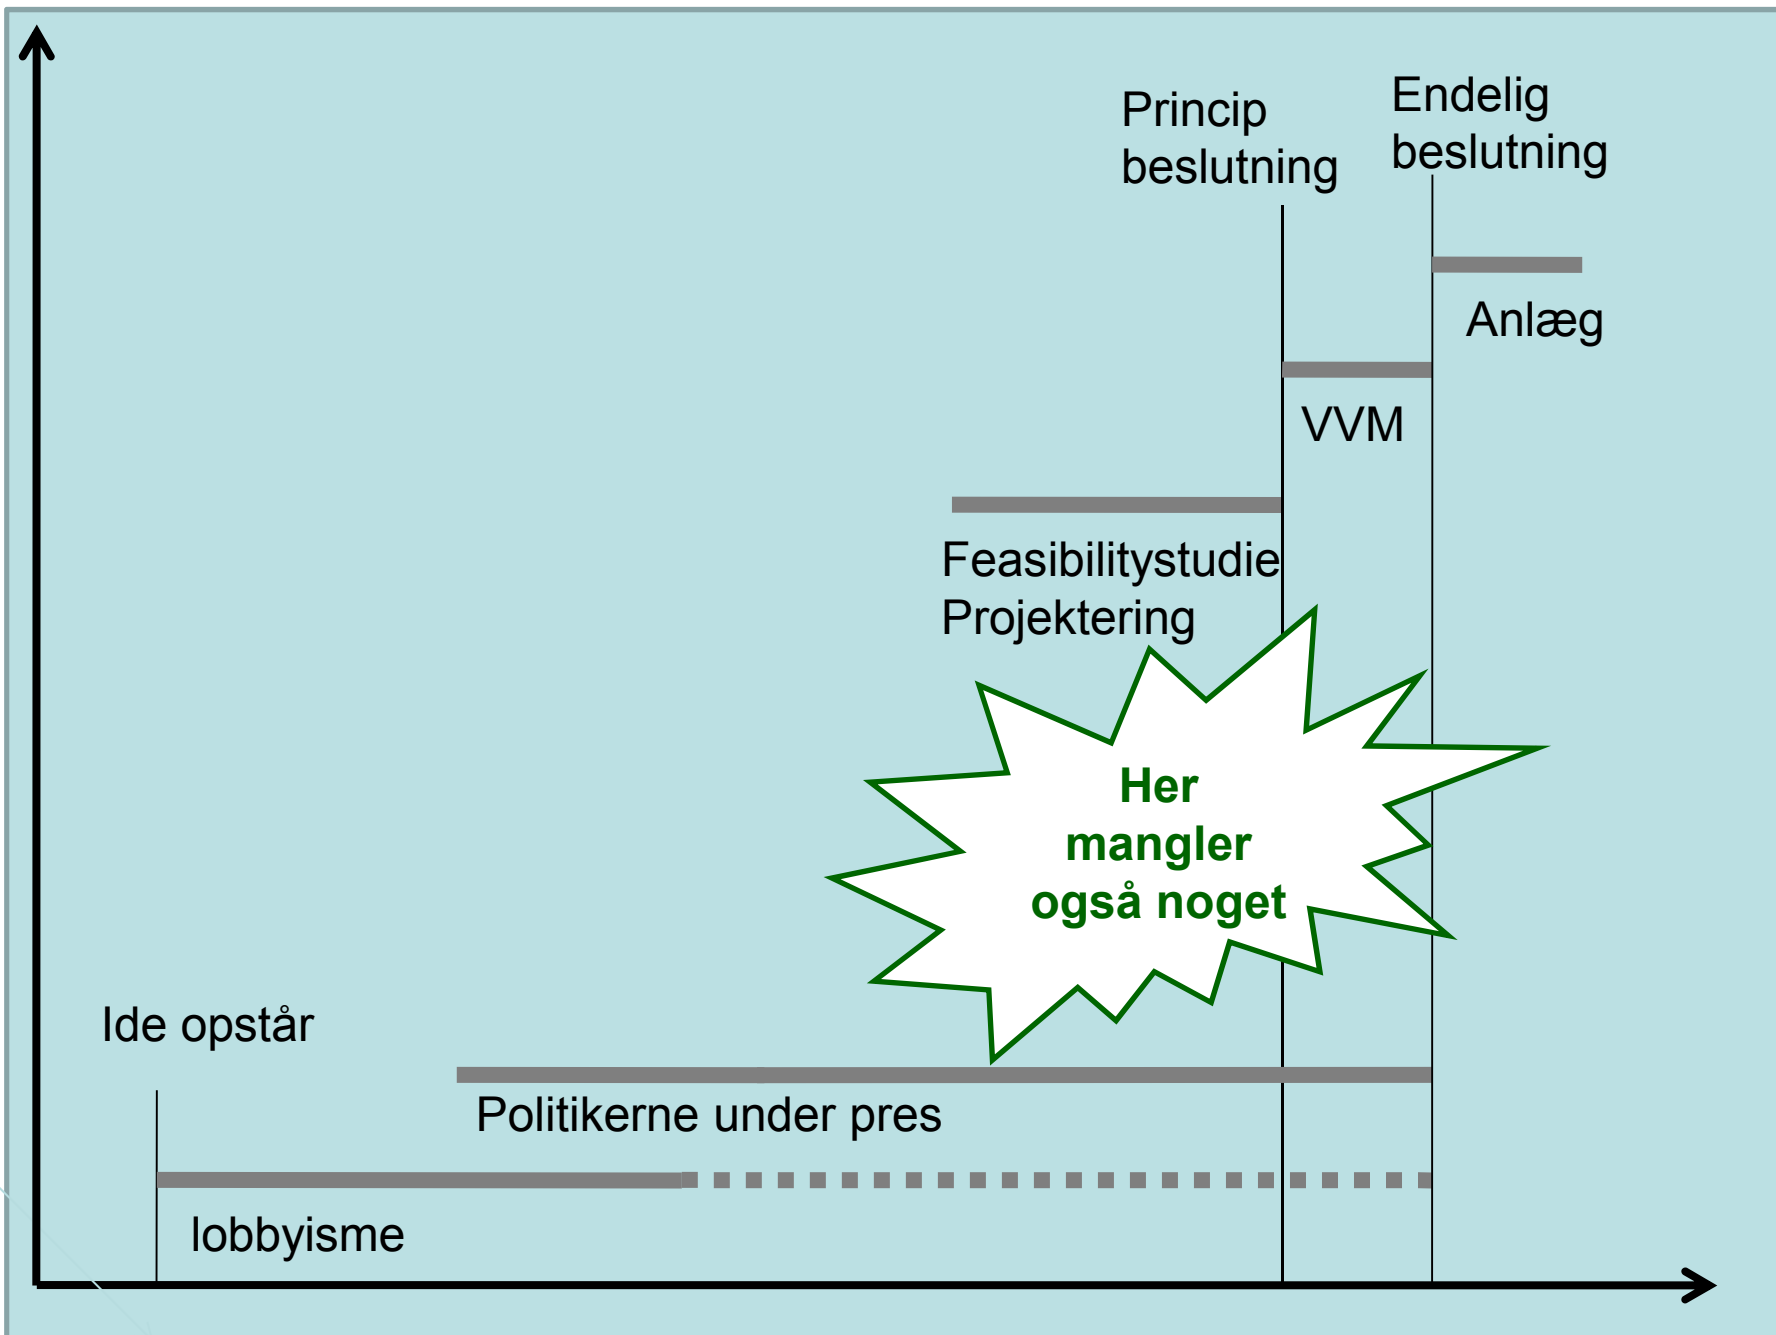 Princip
beslutning
Endelig
beslutning
Anlæg
VVM
Feasibilitystudie
Projektering
Her
mangler
også noget
Ide opstår
Politikerne under pres
lobbyisme